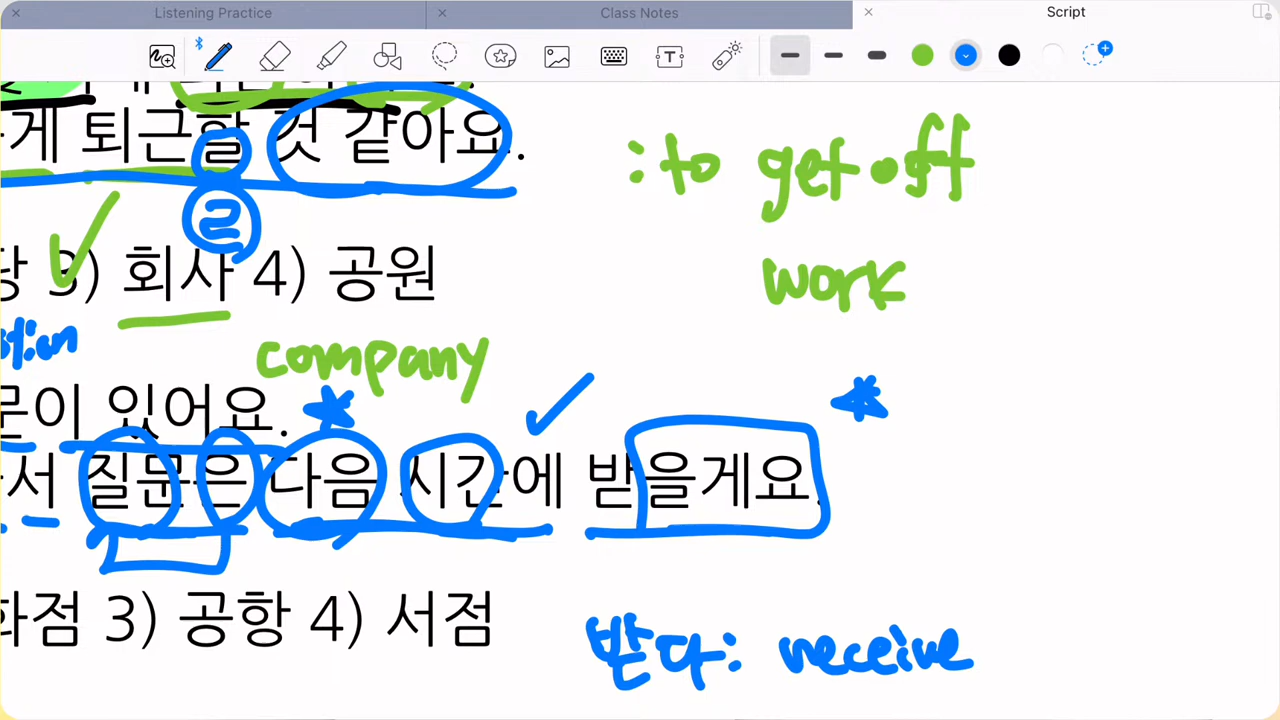 Listening Practice
Class Notes
Script
게 퇴근할 것 같아요.
: to get off
work
ㄹ
3) 회사 4) 공원
company
문이 있어요.
서 질문은 다음 시간에 받을게요.
화점 3) 공항 4) 서점
받다: receive